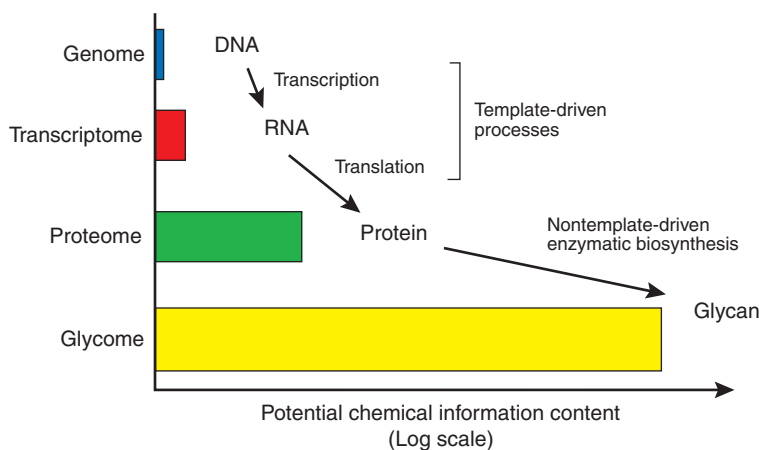 Genome
DNA
Transcription
Template-driven
processes
Transcriptome
RNA
Translation
Proteome
Protein
Nontemplate-driven
enzymatic biosynthesis
Glycan
Glycome
Potential chemical information content
(Log scale)